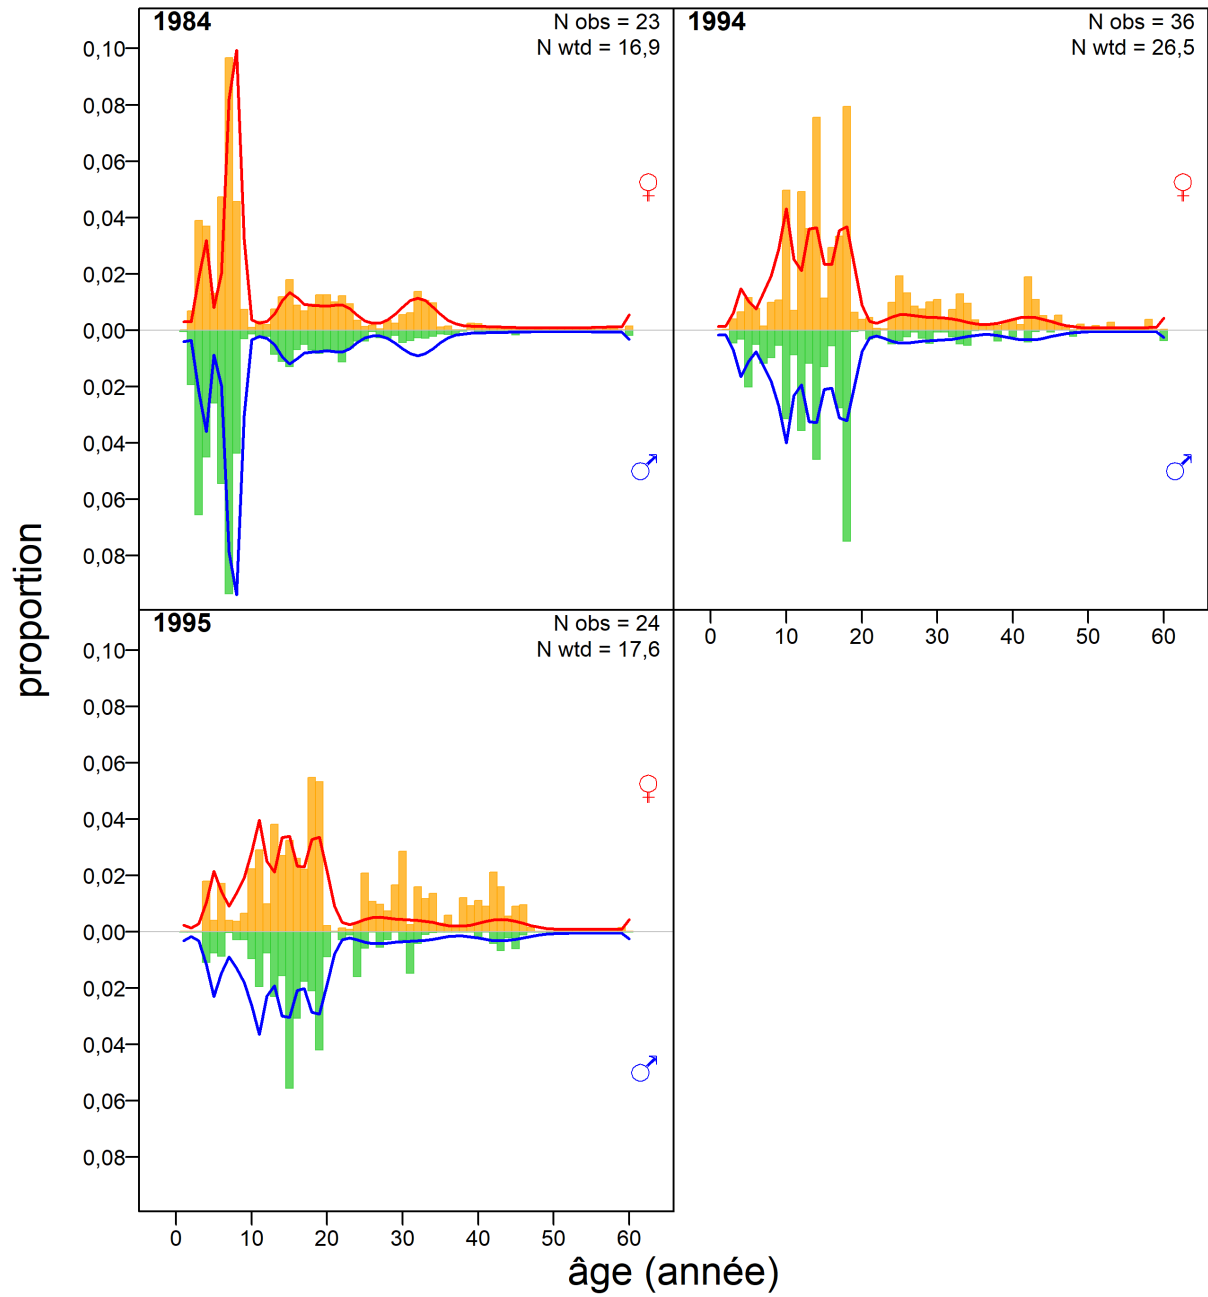 1984
N obs = 23
N wtd = 16,9
1994
N obs = 36
N wtd = 26,5
0,10
0,08
0,06
0,04
0,02
0,00
0,02
0,04
0,06
0,08
♀
♂
♀
♂
0 10 20 30 40 50 60
proportion
1995
N obs = 24
N wtd = 17,6
0,10
0,08
0,06
0,04
0,02
0,00
0,02
0,04
0,06
0,08
♀
♂
0 10 20 30 40 50 60
âge (année)